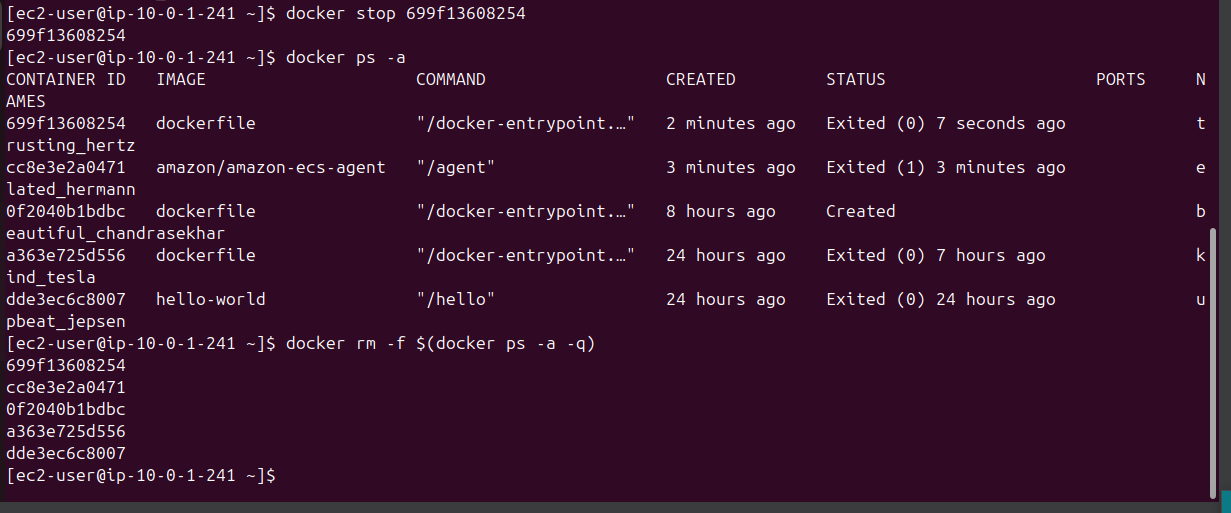 [ec2-user@ip-10-0-1-241 ~]$ docker stop 699f13608254
699f13608254
[ec2-user@ip-10-0-1-241 ~]$ docker ps -a
CONTAINER ID   IMAGE                     COMMAND                  CREATED         STATUS                     PORTS     N
AMES
699f13608254   dockerfile                "/docker-entrypoint.…"   2 minutes ago   Exited (0) 7 seconds ago             t
rusting_hertz
cc8e3e2a0471   amazon/amazon-ecs-agent   "/agent"                 3 minutes ago   Exited (1) 3 minutes ago             e
lated_hermann
0f2040b1bdbc   dockerfile                "/docker-entrypoint.…"   8 hours ago     Created                              b
eautiful_chandrasekhar
a363e725d556   dockerfile                "/docker-entrypoint.…"   24 hours ago    Exited (0) 7 hours ago               k
ind_tesla
dde3ec6c8007   hello-world               "/hello"                 24 hours ago    Exited (0) 24 hours ago              u
pbeat_jepsen
[ec2-user@ip-10-0-1-241 ~]$ docker rm -f $(docker ps -a -q)
699f13608254
cc8e3e2a0471
0f2040b1bdbc
a363e725d556
dde3ec6c8007
[ec2-user@ip-10-0-1-241 ~]$